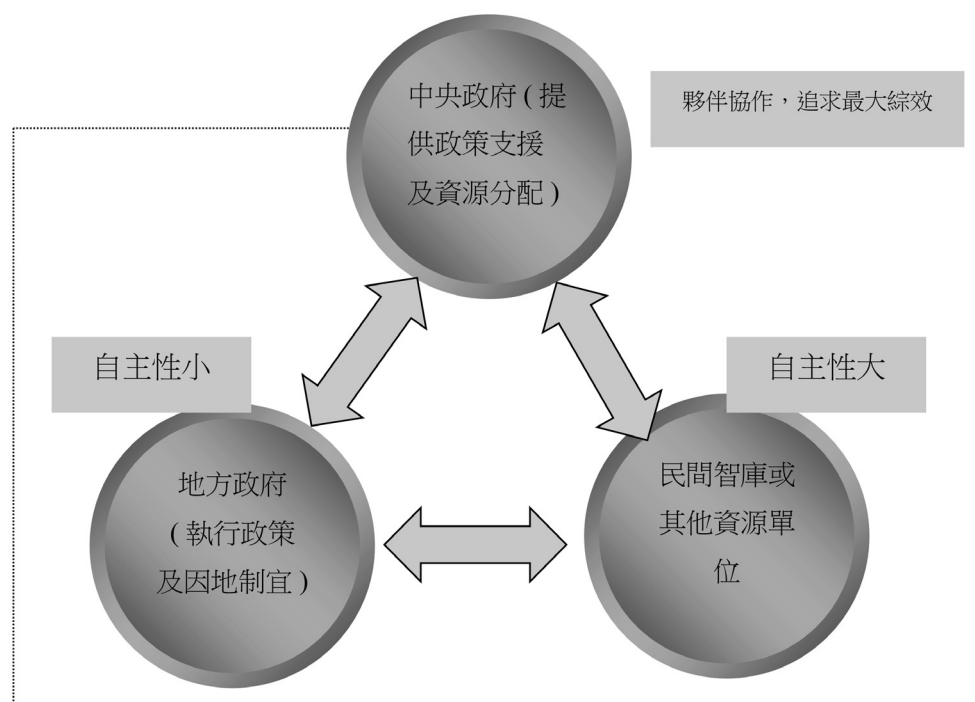 中央政府 ( 提
供政策支援
及資源分配 )
夥伴協作，追求最大綜效
自主性小
自主性大
地方政府
( 執行政策
及因地制宜 )
民間智庫或
其他資源單
位